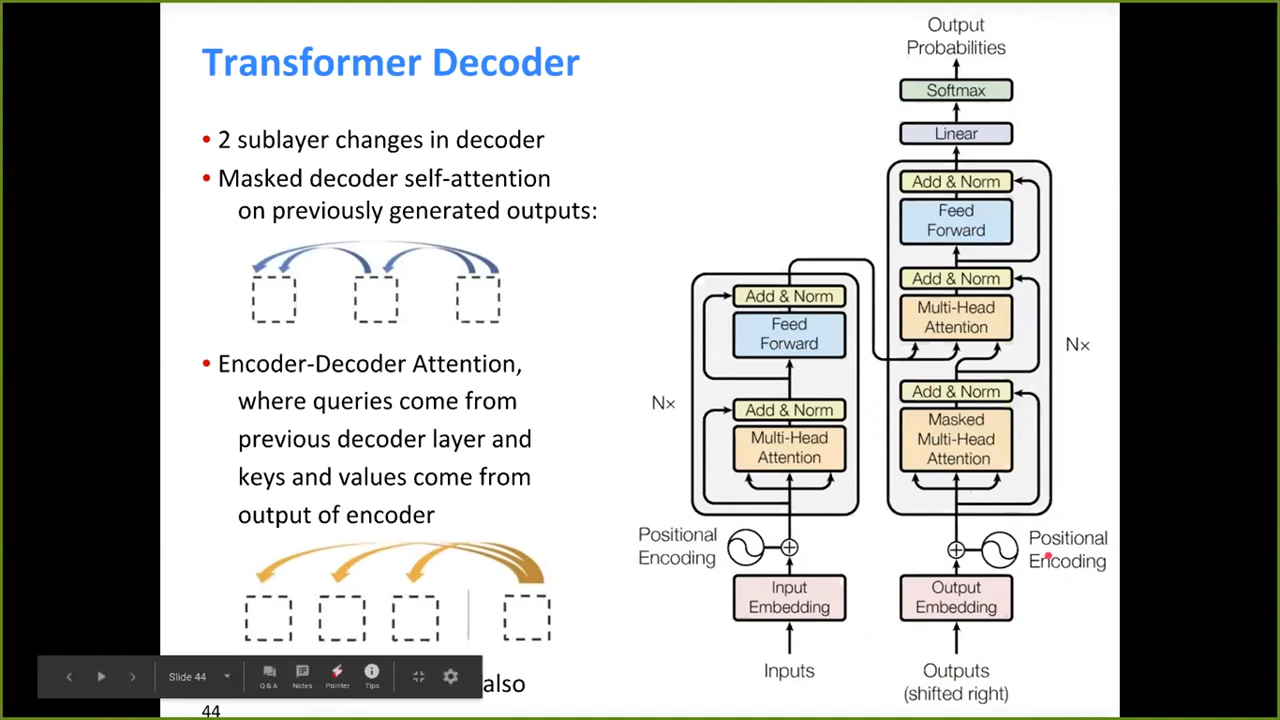 Transformer Decoder
• 2 sublayer changes in decoder
• Masked decoder self-attention
on previously generated outputs:
• Encoder-Decoder Attention,
where queries come from
previous decoder layer and
keys and values come from
output of encoder
also
44
Slide 44
Q & A
Notes
Pointer
Tips
Output
Probabilities
Softmax
Linear
Add & Norm
Feed
Forward
Add & Norm
Multi-Head
Attention
Add & Norm
Masked
Multi-Head
Attention
Nx
Add & Norm
Feed
Forward
Add & Norm
Multi-Head
Attention
Nx
Positional
Encoding
Positional
Encoding
Input
Embedding
Output
Embedding
Inputs
Outputs
(shifted right)